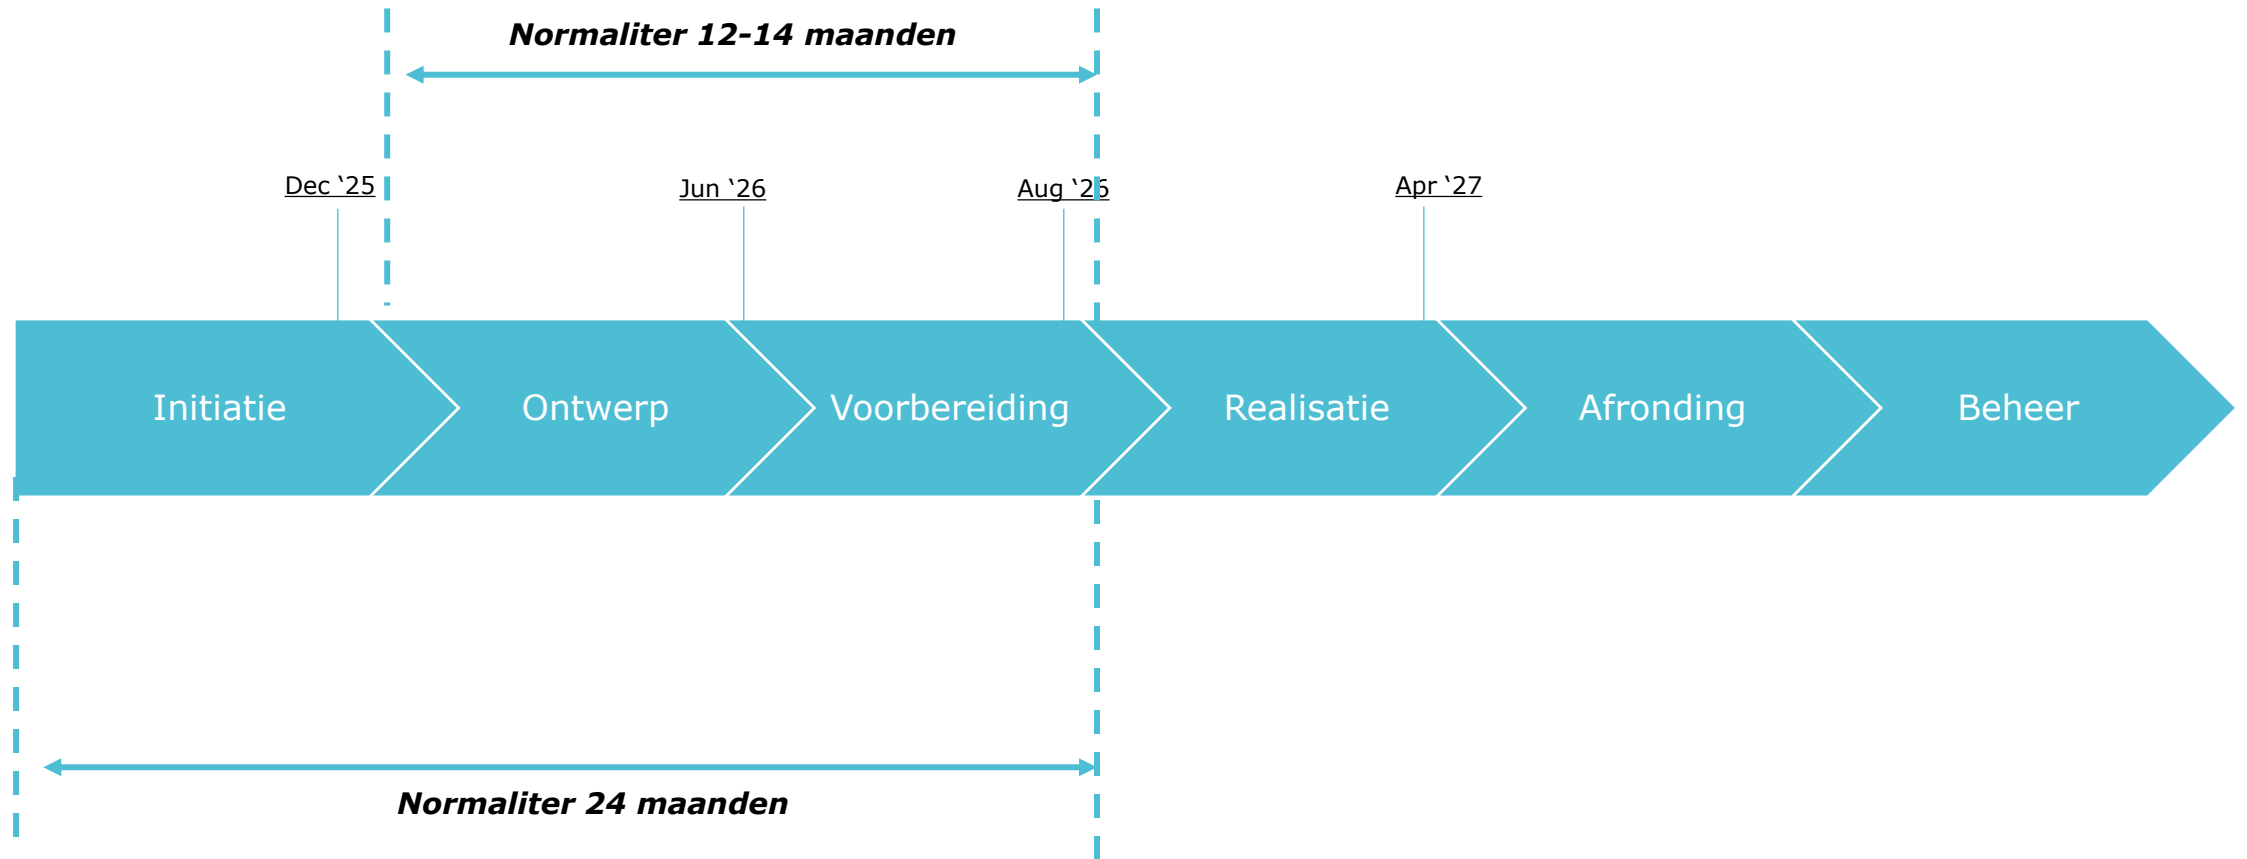 Normaliter 12-14 maanden
Dec ‘25
Jun ‘26
Aug ‘26
Apr ‘27
Initiatie
Ontwerp
Voorbereiding
Realisatie
Afronding
Beheer
Normaliter 24 maanden